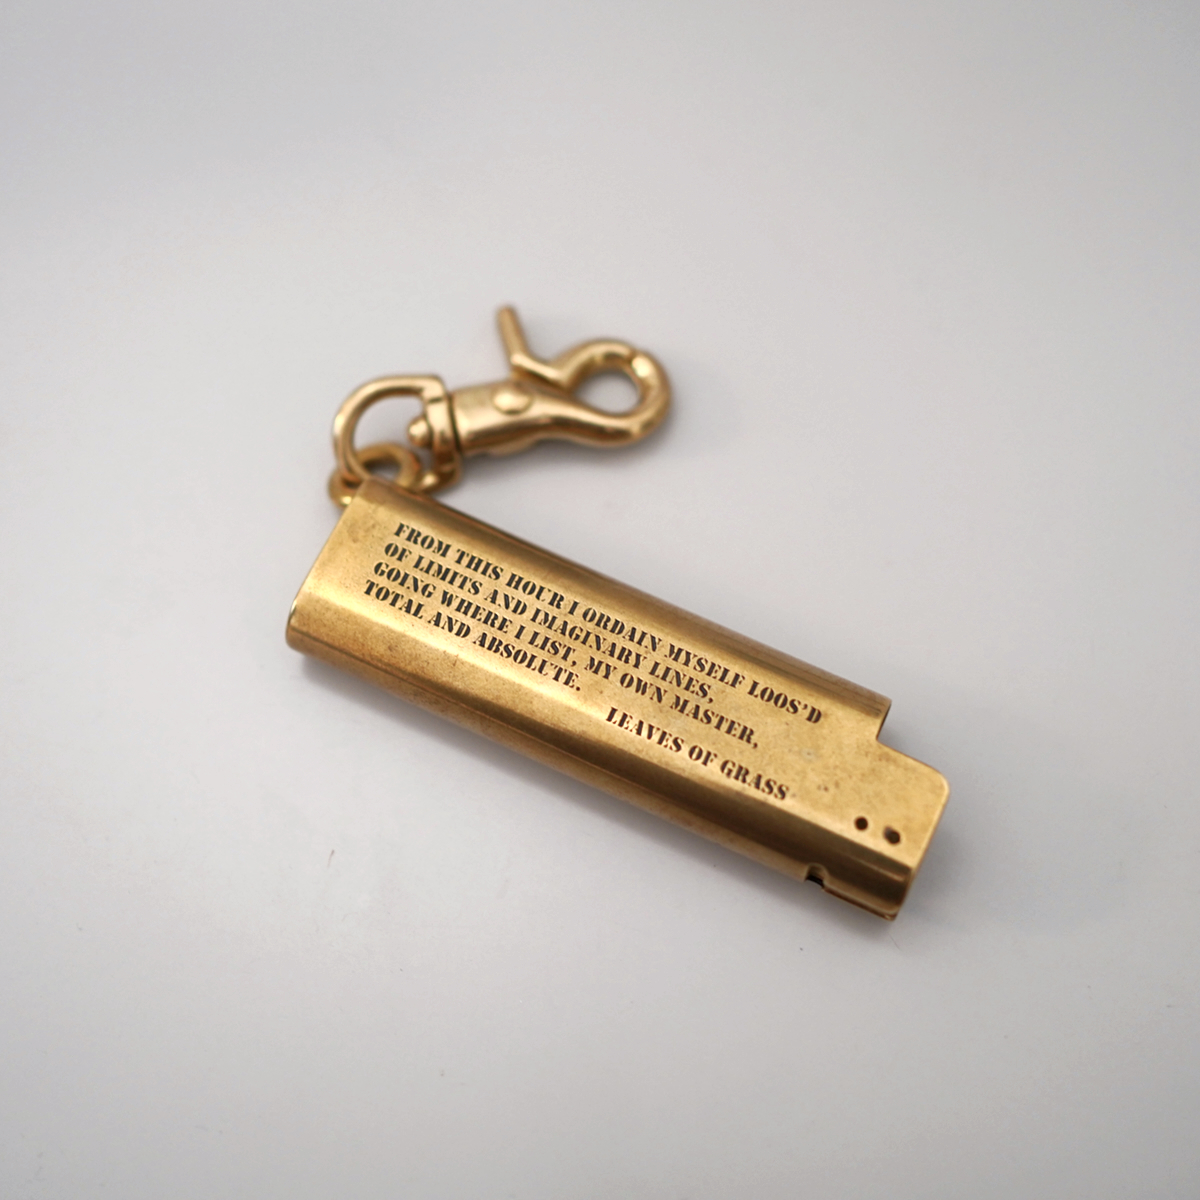 FROM THIS HOUR I ORDAIN MYSELF LOOS'D
OF LIMITS AND IMAGINARY LINES,
GOING WHERE I LIST, MY OWN MASTER,
TOTAL AND ABSOLUTE.
LEAVES OF GRASS